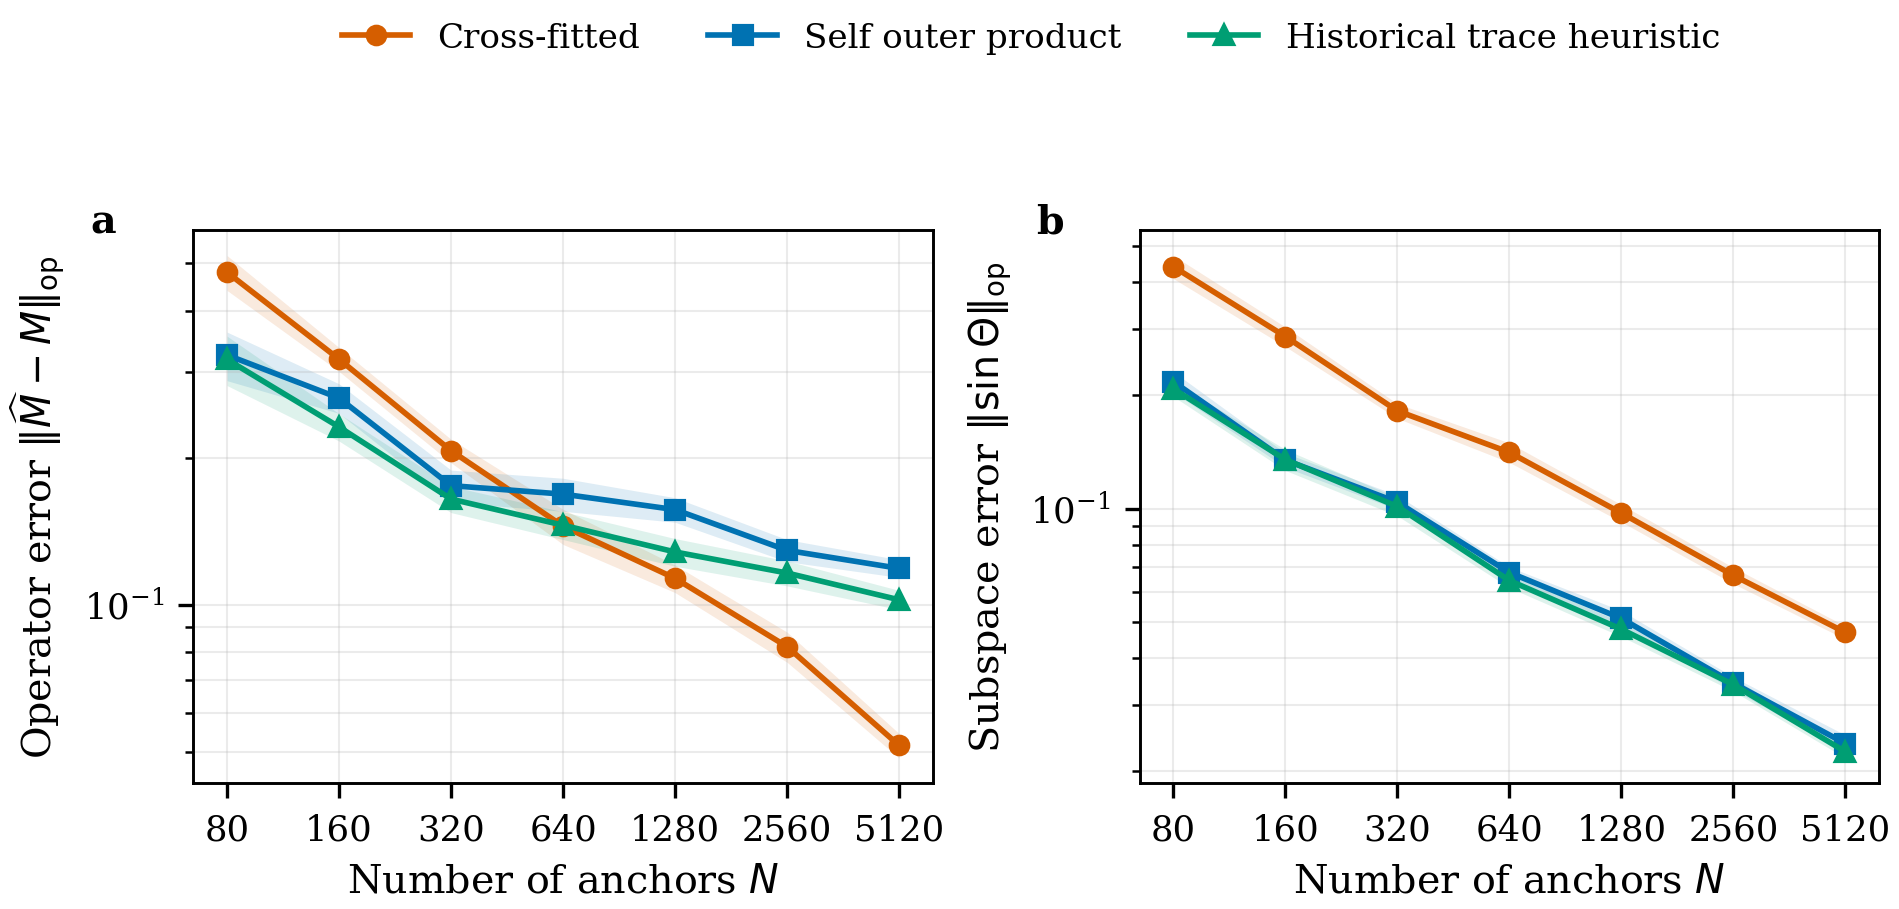 Cross-fitted Self outer product Historical trace heuristic
a
Operator error ‖M̂ − M‖op
10⁻¹
80 160 320 640 1280 2560 5120
Number of anchors N
b
Subspace error ‖sin Θ‖op
10⁻¹
80 160 320 640 1280 2560 5120
Number of anchors N